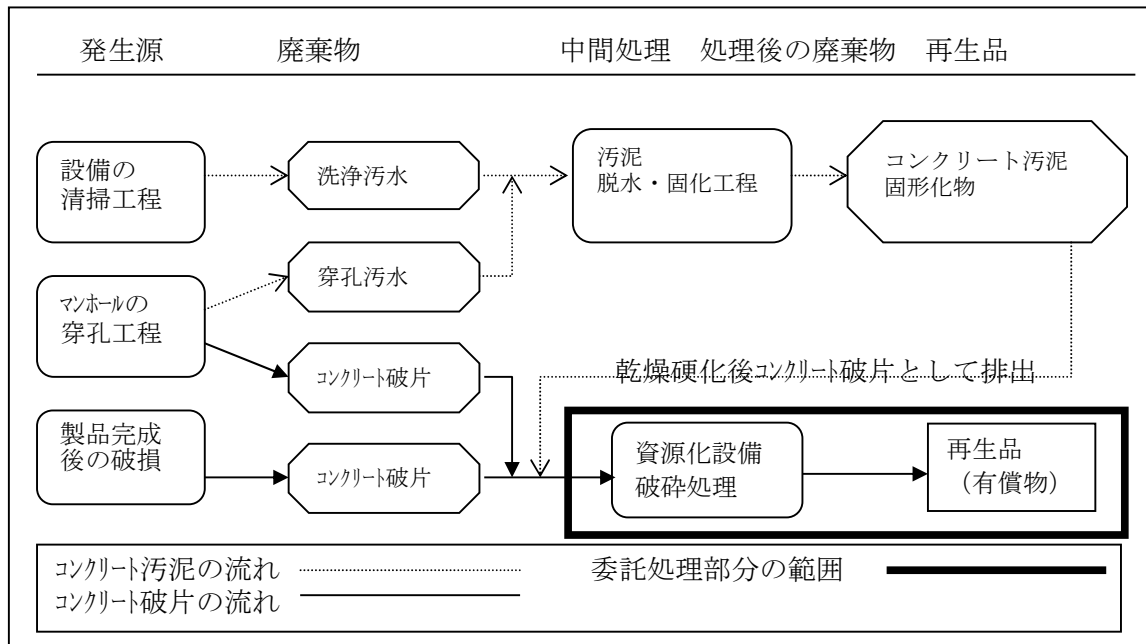 発生源 廃棄物 中間処理 処理後の廃棄物 再生品
設備の
清掃工程
洗浄汚水
汚泥
脱水・固化工程
コンクリート汚泥
固形化物
穿孔汚水
ﾏﾝﾎｰﾙの
穿孔工程
ｺﾝｸﾘｰﾄ破片
乾燥硬化後ｺﾝｸﾘｰﾄ破片として排出
製品完成
後の破損
ｺﾝｸﾘｰﾄ破片
資源化設備
破砕処理
再生品
（有償物）
ｺﾝｸﾘｰﾄ汚泥の流れ
委託処理部分の範囲
ｺﾝｸﾘｰﾄ破片の流れ